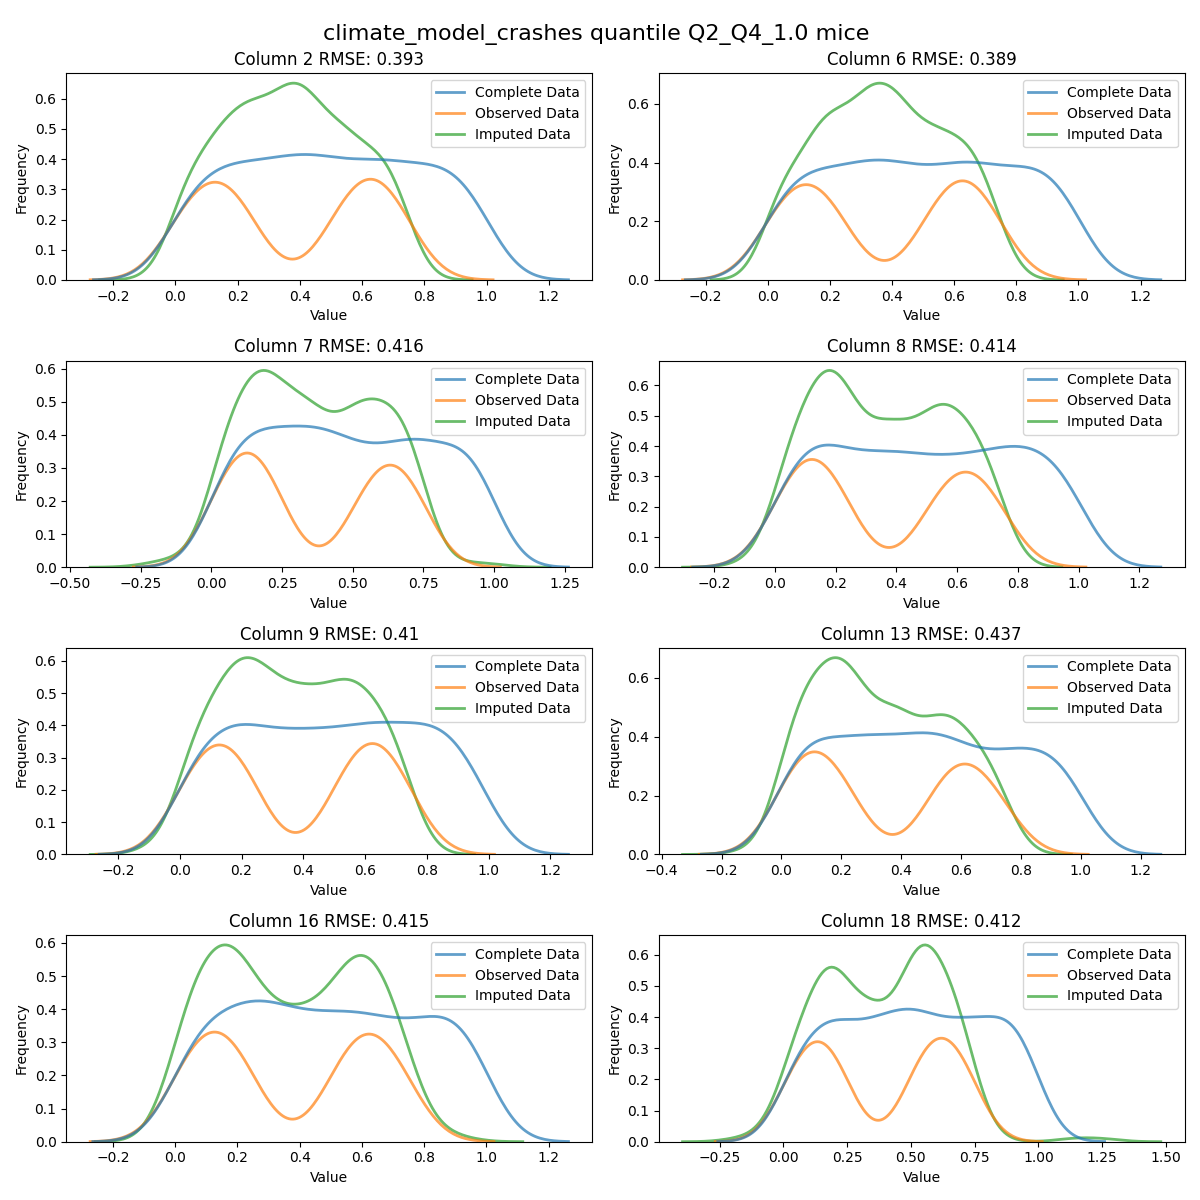 climate_model_crashes quantile Q2_Q4_1.0 mice
Column 2 RMSE: 0.393
Complete Data
Observed Data
Imputed Data
Frequency
0.6
0.5
0.4
0.3
0.2
0.1
0.0
−0.2 0.0 0.2 0.4 0.6 0.8 1.0 1.2
Value
Column 6 RMSE: 0.389
Complete Data
Observed Data
Imputed Data
Frequency
0.6
0.4
0.2
0.0
−0.2 0.0 0.2 0.4 0.6 0.8 1.0 1.2
Value
Column 7 RMSE: 0.416
Complete Data
Observed Data
Imputed Data
Frequency
0.6
0.5
0.4
0.3
0.2
0.1
0.0
−0.50 −0.25 0.00 0.25 0.50 0.75 1.00 1.25
Value
Column 8 RMSE: 0.414
Complete Data
Observed Data
Imputed Data
Frequency
0.6
0.5
0.4
0.3
0.2
0.1
0.0
−0.2 0.0 0.2 0.4 0.6 0.8 1.0 1.2
Value
Column 9 RMSE: 0.41
Complete Data
Observed Data
Imputed Data
Frequency
0.6
0.5
0.4
0.3
0.2
0.1
0.0
−0.2 0.0 0.2 0.4 0.6 0.8 1.0 1.2
Value
Column 13 RMSE: 0.437
Complete Data
Observed Data
Imputed Data
Frequency
0.6
0.4
0.2
0.0
−0.4 −0.2 0.0 0.2 0.4 0.6 0.8 1.0 1.2
Value
Column 16 RMSE: 0.415
Complete Data
Observed Data
Imputed Data
Frequency
0.6
0.5
0.4
0.3
0.2
0.1
0.0
−0.2 0.0 0.2 0.4 0.6 0.8 1.0 1.2
Value
Column 18 RMSE: 0.412
Complete Data
Observed Data
Imputed Data
Frequency
0.6
0.5
0.4
0.3
0.2
0.1
0.0
−0.25 0.00 0.25 0.50 0.75 1.00 1.25 1.50
Value